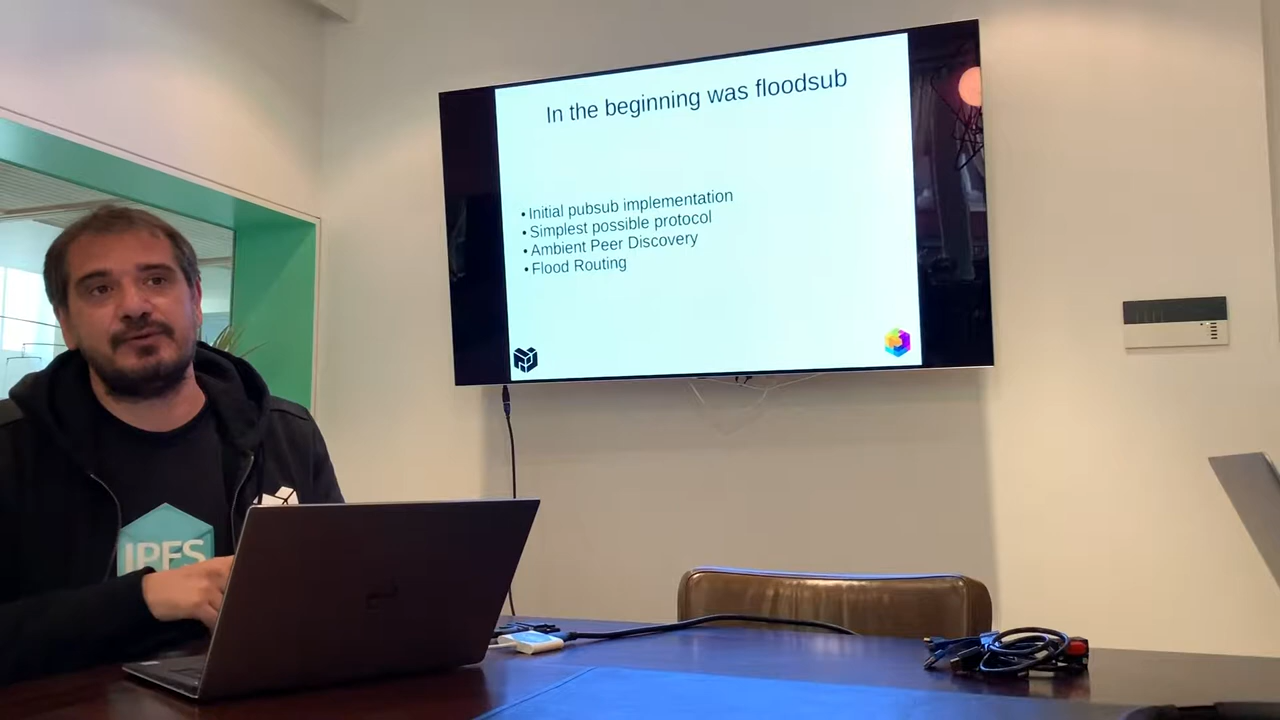 In the beginning was floodsub
• Initial pubsub implementation
• Simplest possible protocol
• Ambient Peer Discovery
• Flood Routing
IPFS